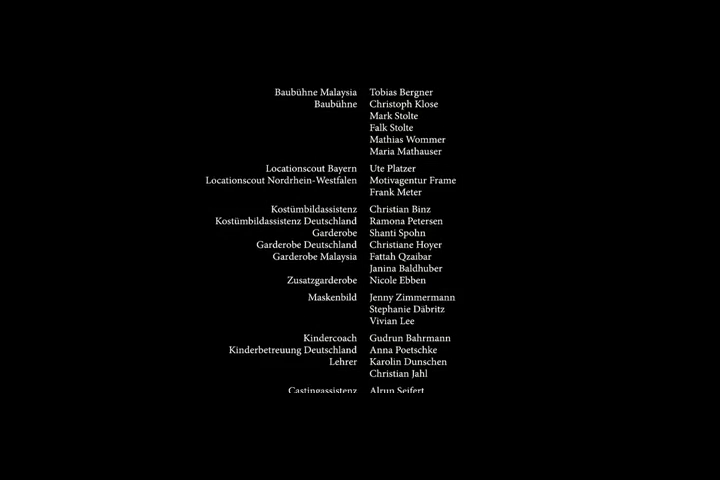 Baubühne Malaysia Tobias Bergner
Baubühne Christoph Klose
Mark Stolte
Falk Stolte
Mathias Wommer
Maria Mathauser
Locationscout Bayern Ute Platzer
Locationscout Nordrhein-Westfalen Motivagentur Frame
Frank Meter
Kostümbildassistenz Christian Binz
Kostümbildassistenz Deutschland Ramona Petersen
Garderobe Shanti Spohn
Garderobe Deutschland Christiane Hoyer
Garderobe Malaysia Fattah Qzaibar
Janina Baldhuber
Zusatzgarderobe Nicole Ebben
Maskenbild Jenny Zimmermann
Stephanie Däbritz
Vivian Lee
Kindercoach Gudrun Bahrmann
Kinderbetreuung Deutschland Anna Poetschke
Lehrer Karolin Dunschen
Christian Jahl
Castingassistenz Alrun Seifert